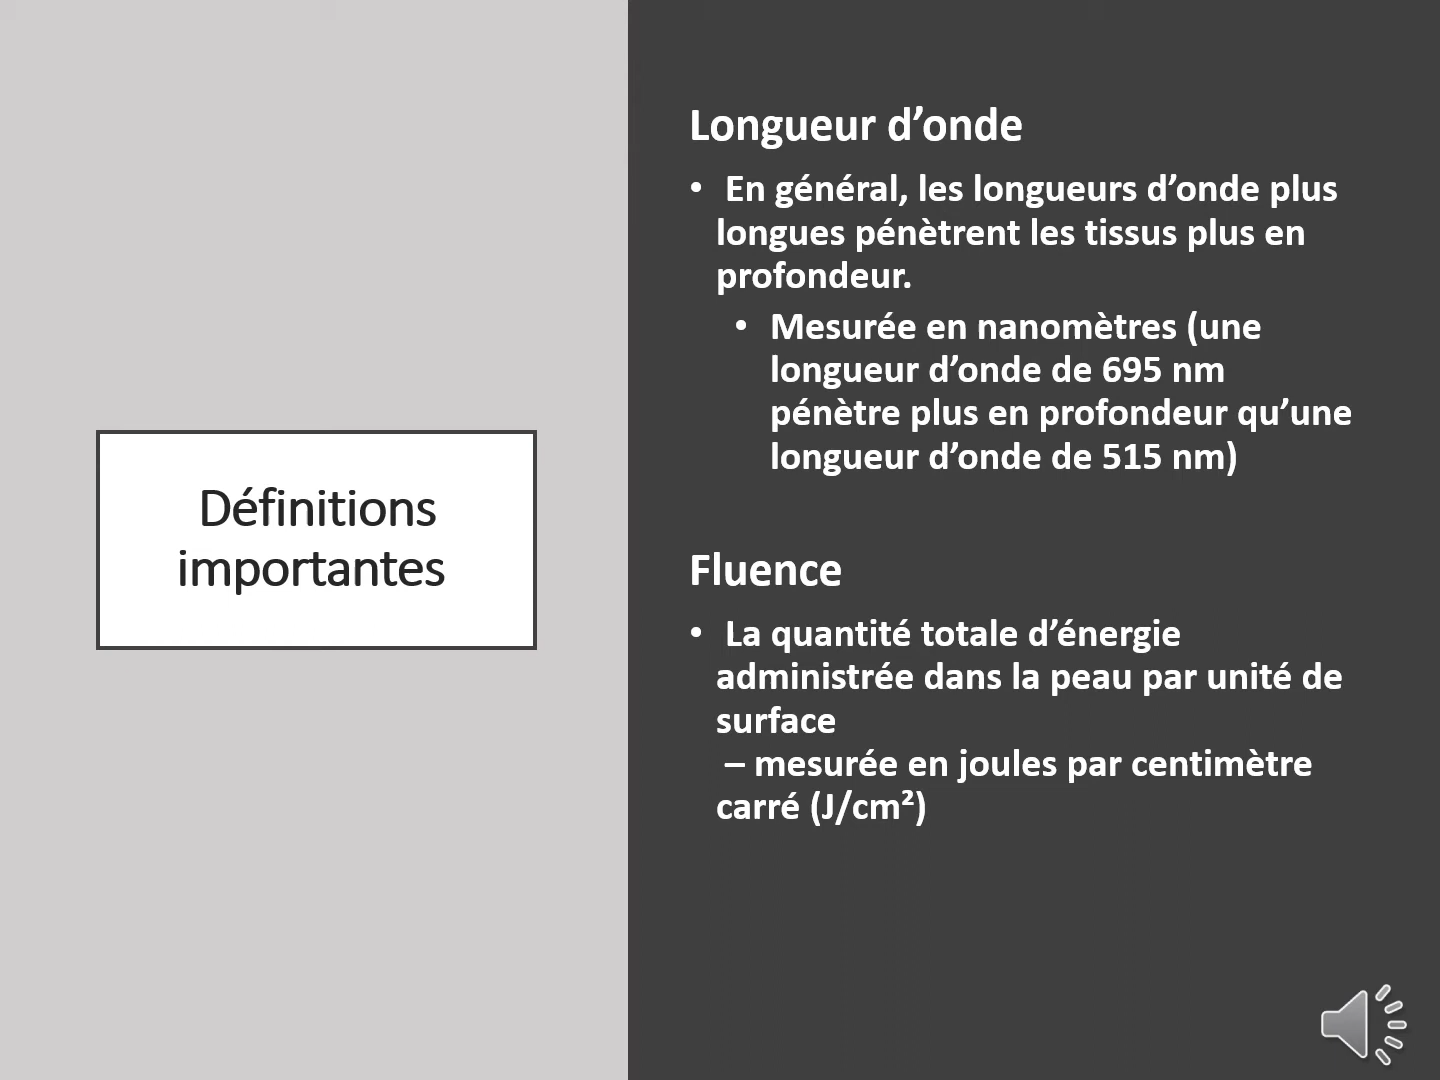 Définitions
importantes
Longueur d’onde
• En général, les longueurs d’onde plus
longues pénètrent les tissus plus en
profondeur.
• Mesurée en nanomètres (une
longueur d’onde de 695 nm
pénètre plus en profondeur qu’une
longueur d’onde de 515 nm)
Fluence
• La quantité totale d’énergie
administrée dans la peau par unité de
surface
– mesurée en joules par centimètre
carré (J/cm²)